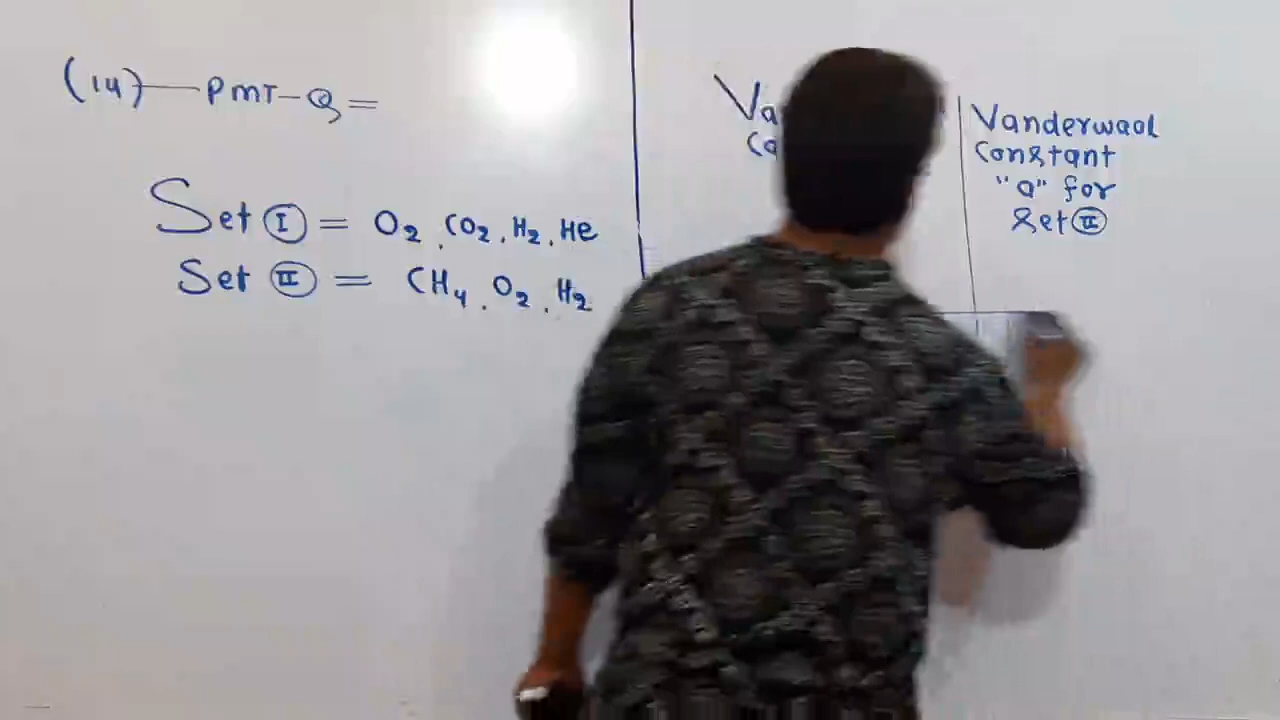 (14) — PMT - Q =
Set Ⓘ = O₂, CO₂, H₂, He
Set Ⓘⓘ = CH₄, O₂, H₂
Vanderwaal
Constant
"a" for
Set Ⓘⓘ